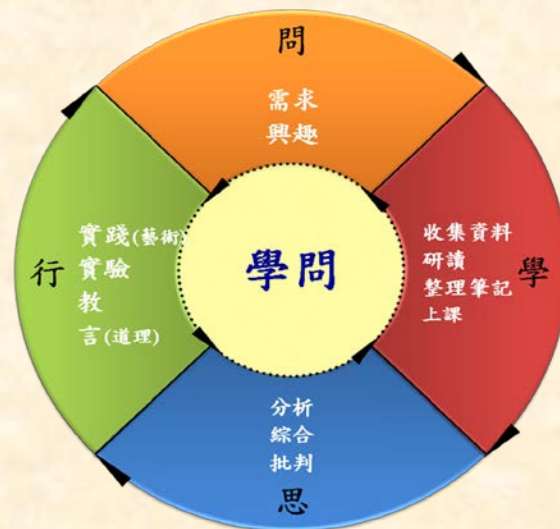 問
需求
興趣
學
收集資料
研讀
整理筆記
上課
思
分析
綜合
批判
行
實踐(藝術)
實驗
教
言(道理)
學問